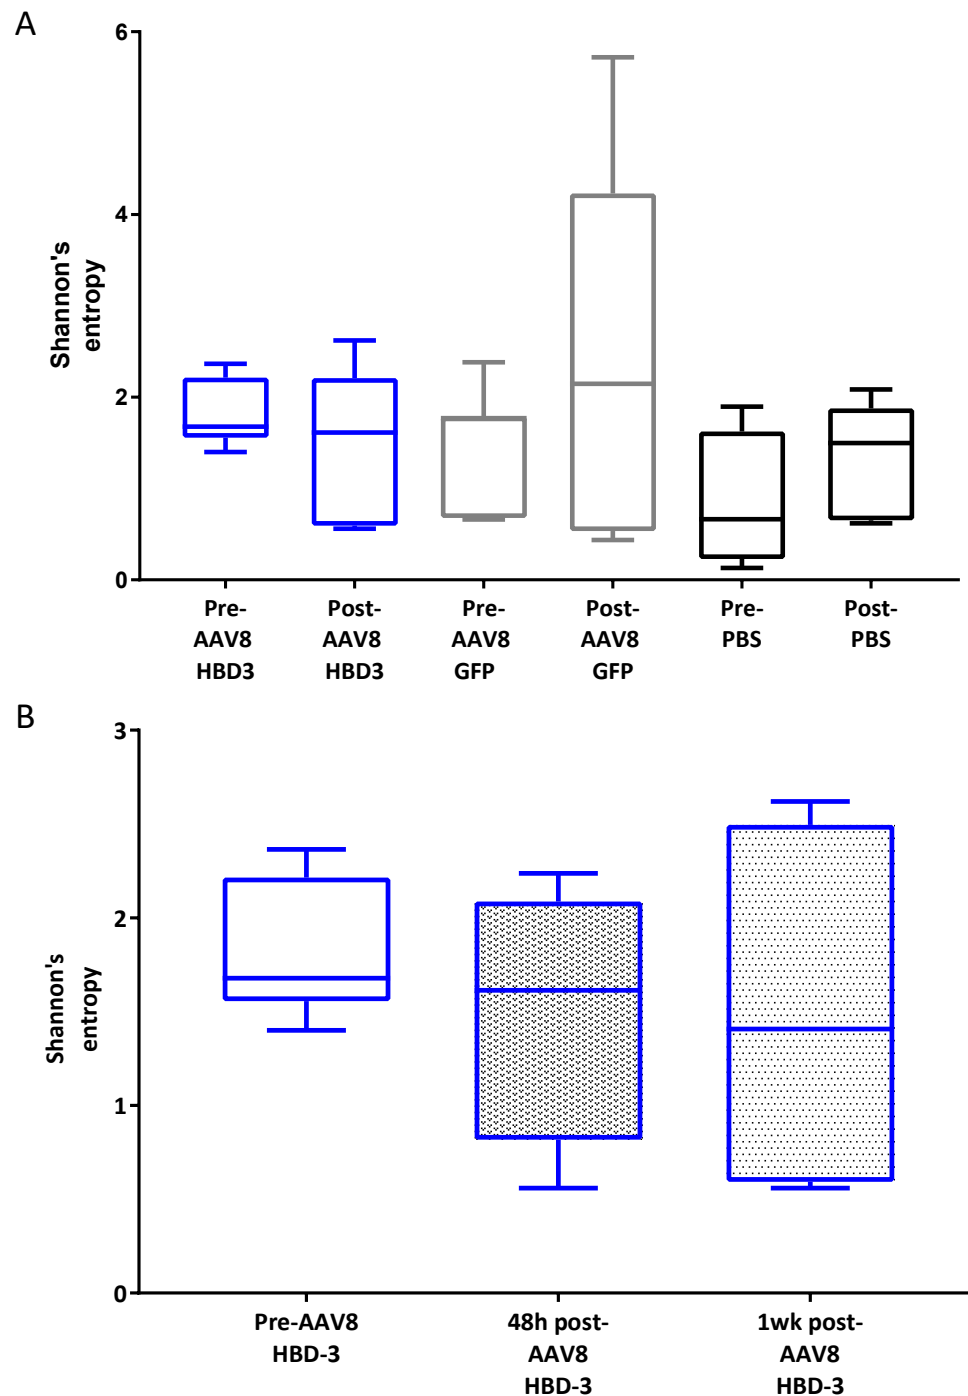 A
6
4
2
0
Shannon's
entropy
Pre-
AAV8
HBD3
Post-
AAV8
HBD3
Pre-
AAV8
GFP
Post-
AAV8
GFP
Pre-
PBS
Post-
PBS
B
3
2
1
0
Shannon's
entropy
Pre-AAV8
HBD-3
48h post-
AAV8
HBD-3
1wk post-
AAV8
HBD-3